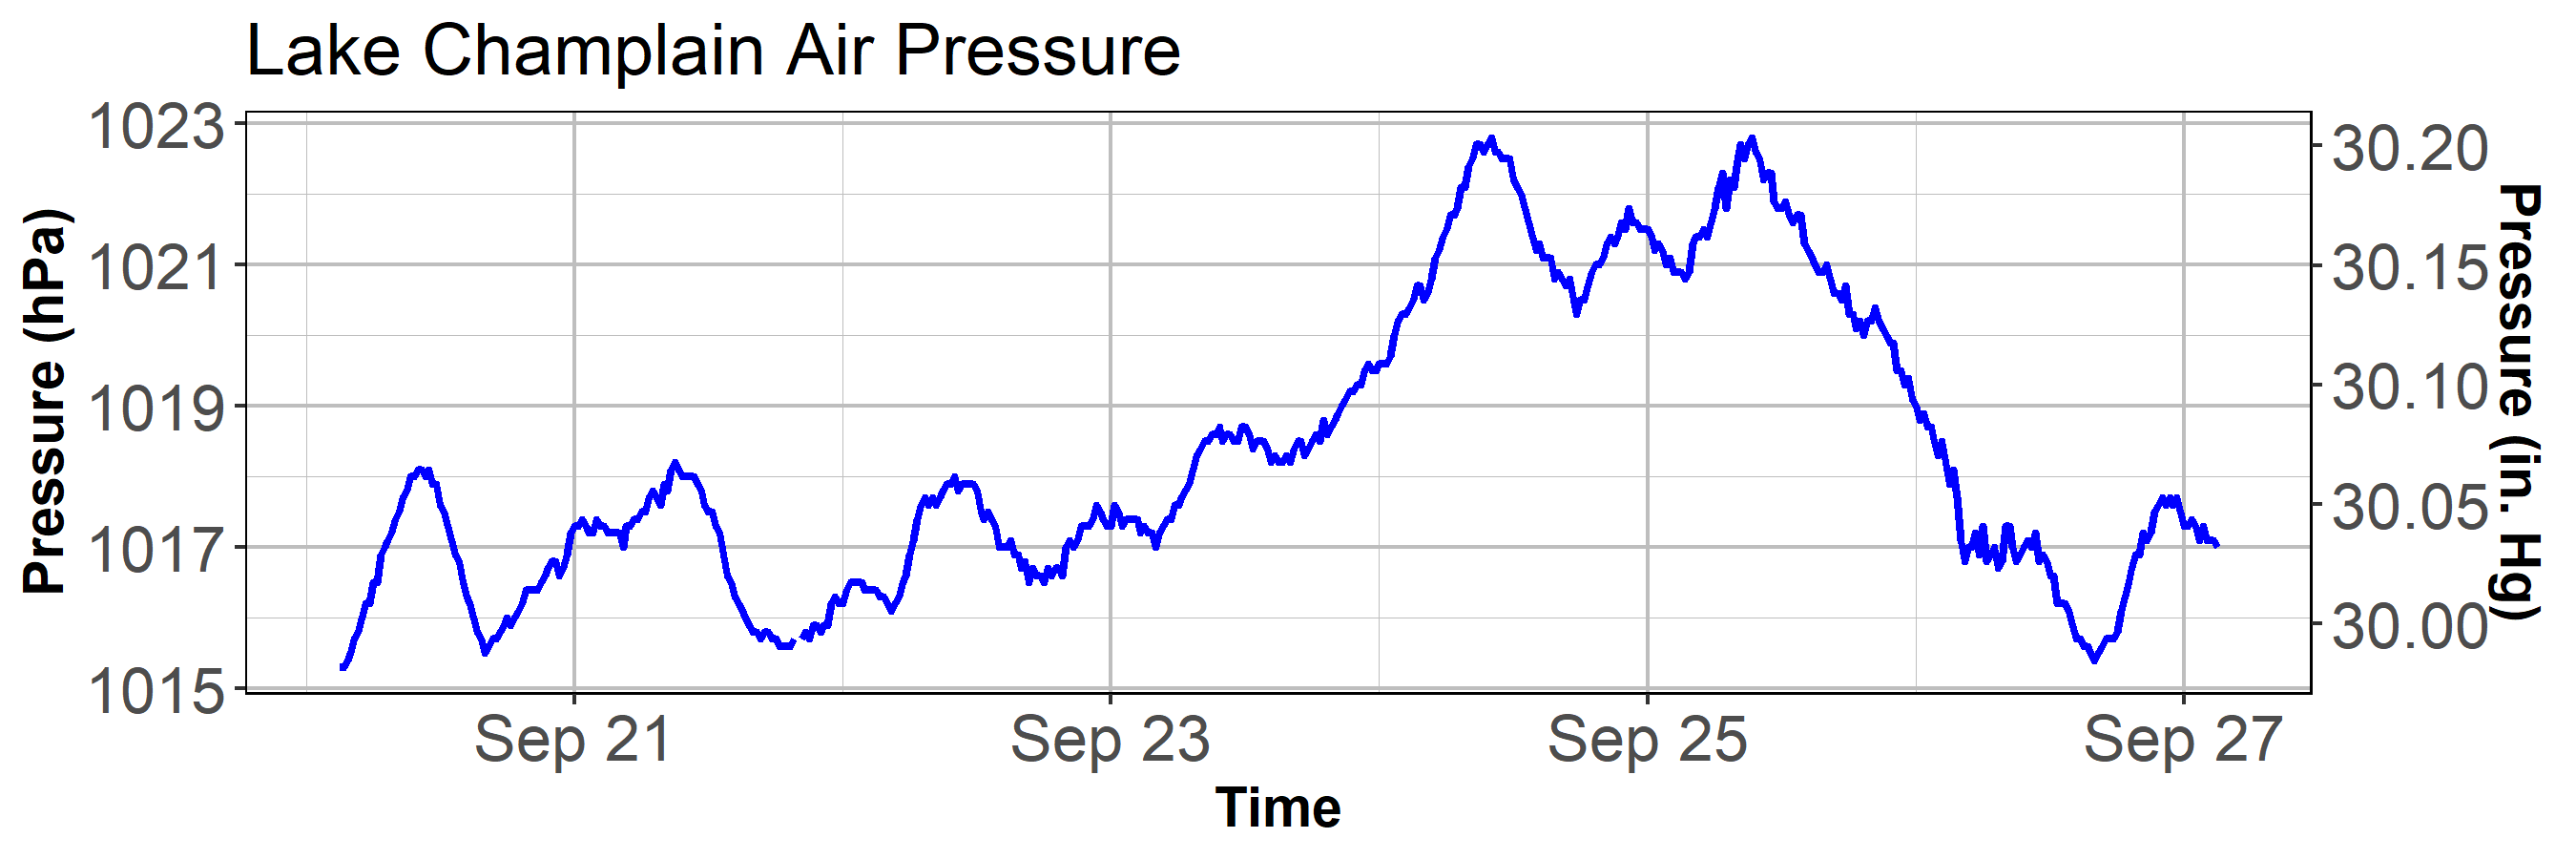 Lake Champlain Air Pressure
1023
1021
1019
1017
1015
Pressure (hPa)
30.20
30.15
30.10
30.05
30.00
Pressure (in. Hg)
Sep 21
Sep 23
Sep 25
Sep 27
Time